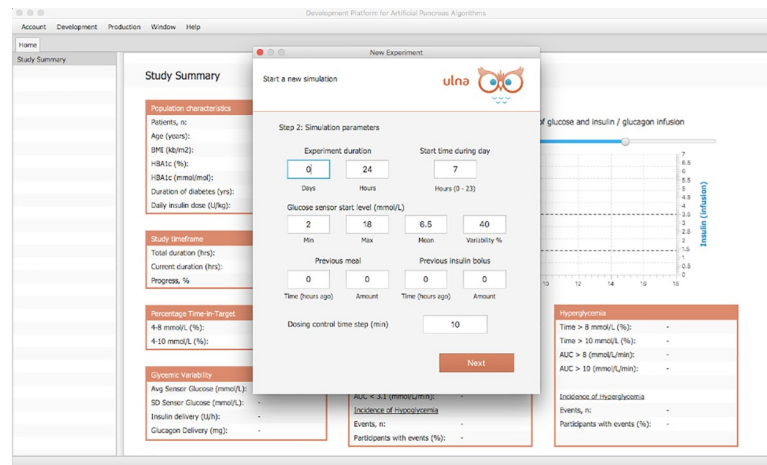 Development Platform for Artificial Pancreas Algorithms
Account Development Production Window Help
Home
Study Summary
Study Summary
Population characteristics
Patients, n:
Age (years):
BMI (kb/m2):
HBA1c (%):
HBA1c (mmol/mol):
Duration of diabetes (yrs):
Daily insulin dose (U/kg):
Study timeframe
Total duration (hrs):
Current duration (hrs):
Progress, %
Percentage Time-in-Target
4-8 mmol/L (%):
4-10 mmol/L (%):
Glycemic Variability
Avg Sensor Glucose (mmol/L): -
SD Sensor Glucose (mmol/L): -
Insulin delivery (U/h): -
Glucagon Delivery (mg): -
New Experiment
Start a new simulation
ulna
Step 2: Simulation parameters
Experiment duration Start time during day
0 24 7
Days Hours Hours (0 - 23)
Glucose sensor start level (mmol/L)
2 18 6.5 40
Min Max Mean Variability %
Previous meal Previous insulin bolus
0 0 0 0
Time (hours ago) Amount Time (hours ago) Amount
Dosing control time step (min) 10
Next
AUC < 3.1 (mmol/L/min): -
Incidence of Hypoglycemia
Events, n: -
Participants with events (%): -
of glucose and insulin / glucagon infusion
7
6.5
6
5.5
5
4.5
4
3.5
3
2.5
2
1.5
1
0.5
0
Insulin (infusion)
10 12 14 16 18
Hyperglycemia
Time > 8 mmol/L (%): -
Time > 10 mmol/L (%): -
AUC > 8 (mmol/L/min): -
AUC > 10 (mmol/L/min): -
Incidence of Hyperglycemia
Events, n: -
Participants with events (%): -